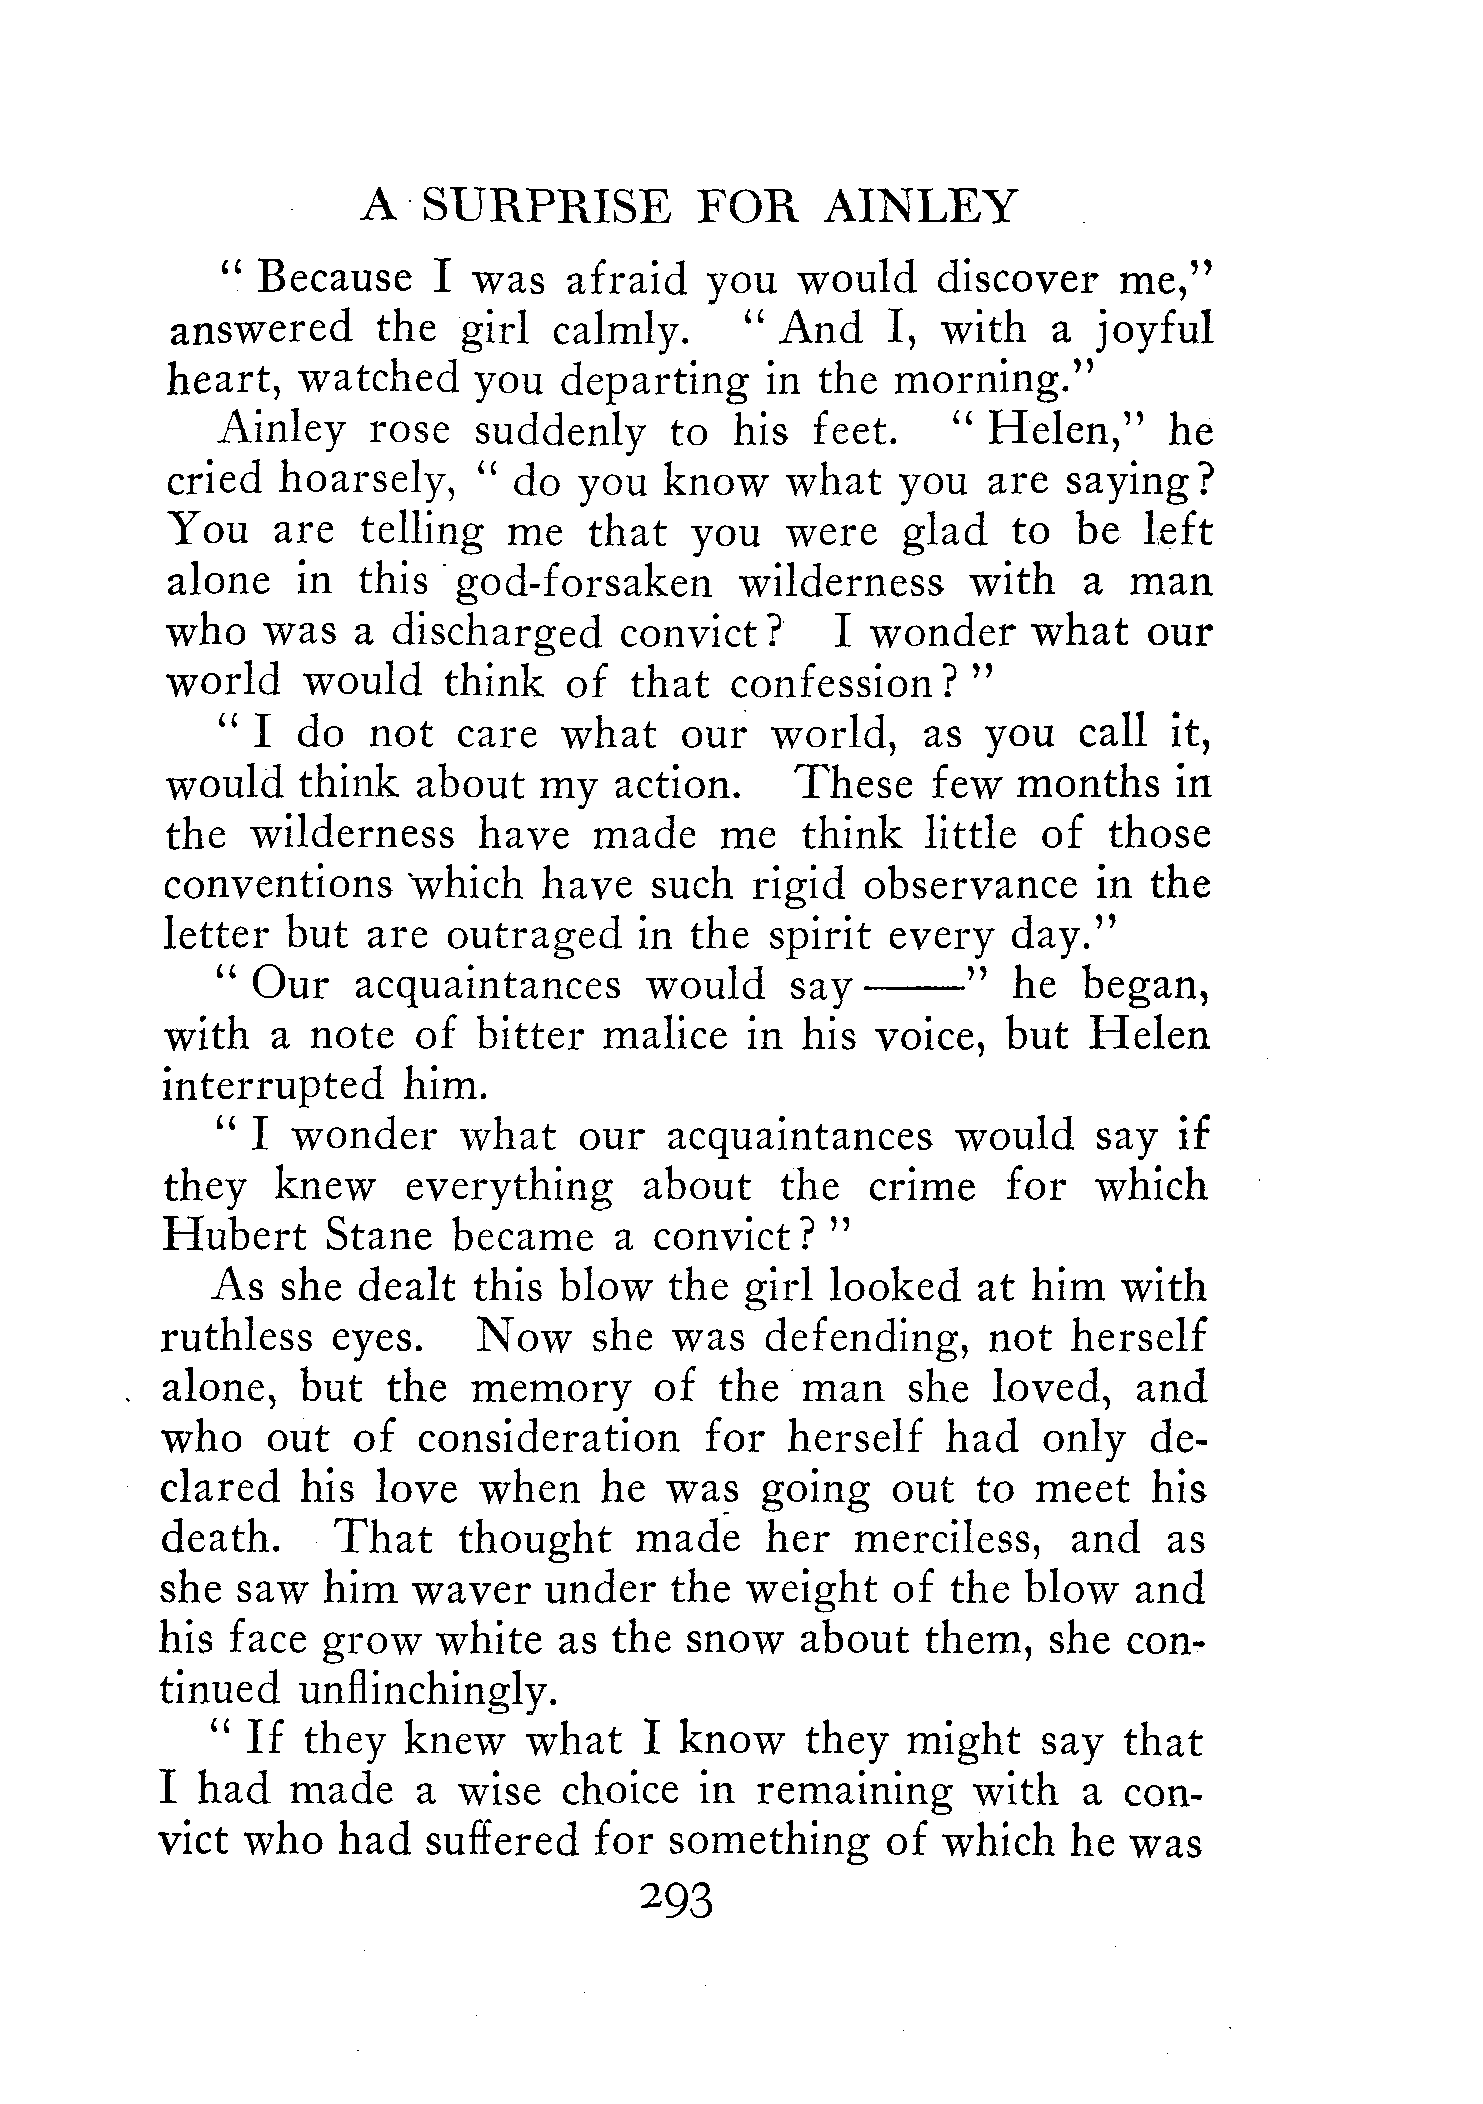 A SURPRISE FOR AINLEY
" Because I was afraid you would discover me,"
answered the girl calmly. " And I, with a joyful
heart, watched you departing in the morning."
Ainley rose suddenly to his feet. " Helen," he
cried hoarsely, " do you know what you are saying?
You are telling me that you were glad to be left
alone in this god-forsaken wilderness with a man
who was a discharged convict? I wonder what our
world would think of that confession? "
" I do not care what our world, as you call it,
would think about my action. These few months in
the wilderness have made me think little of those
conventions which have such rigid observance in the
letter but are outraged in the spirit every day."
" Our acquaintances would say ——" he began,
with a note of bitter malice in his voice, but Helen
interrupted him.
" I wonder what our acquaintances would say if
they knew everything about the crime for which
Hubert Stane became a convict? "
As she dealt this blow the girl looked at him with
ruthless eyes. Now she was defending, not herself
alone, but the memory of the man she loved, and
who out of consideration for herself had only de-
clared his love when he was going out to meet his
death. That thought made her merciless, and as
she saw him waver under the weight of the blow and
his face grow white as the snow about them, she con-
tinued unflinchingly.
" If they knew what I know they might say that
I had made a wise choice in remaining with a con-
vict who had suffered for something of which he was
293